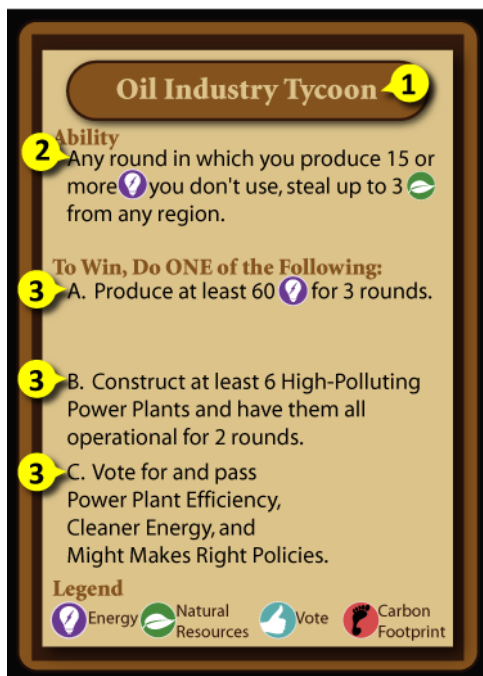 Oil Industry Tycoon 1
Ability
2 Any round in which you produce 15 or
more you don't use, steal up to 3
from any region.
To Win, Do ONE of the Following:
3 A. Produce at least 60 for 3 rounds.
3 B. Construct at least 6 High-Polluting
Power Plants and have them all
operational for 2 rounds.
3 C. Vote for and pass
Power Plant Efficiency,
Cleaner Energy, and
Might Makes Right Policies.
Legend
Energy Natural Resources Vote Carbon Footprint